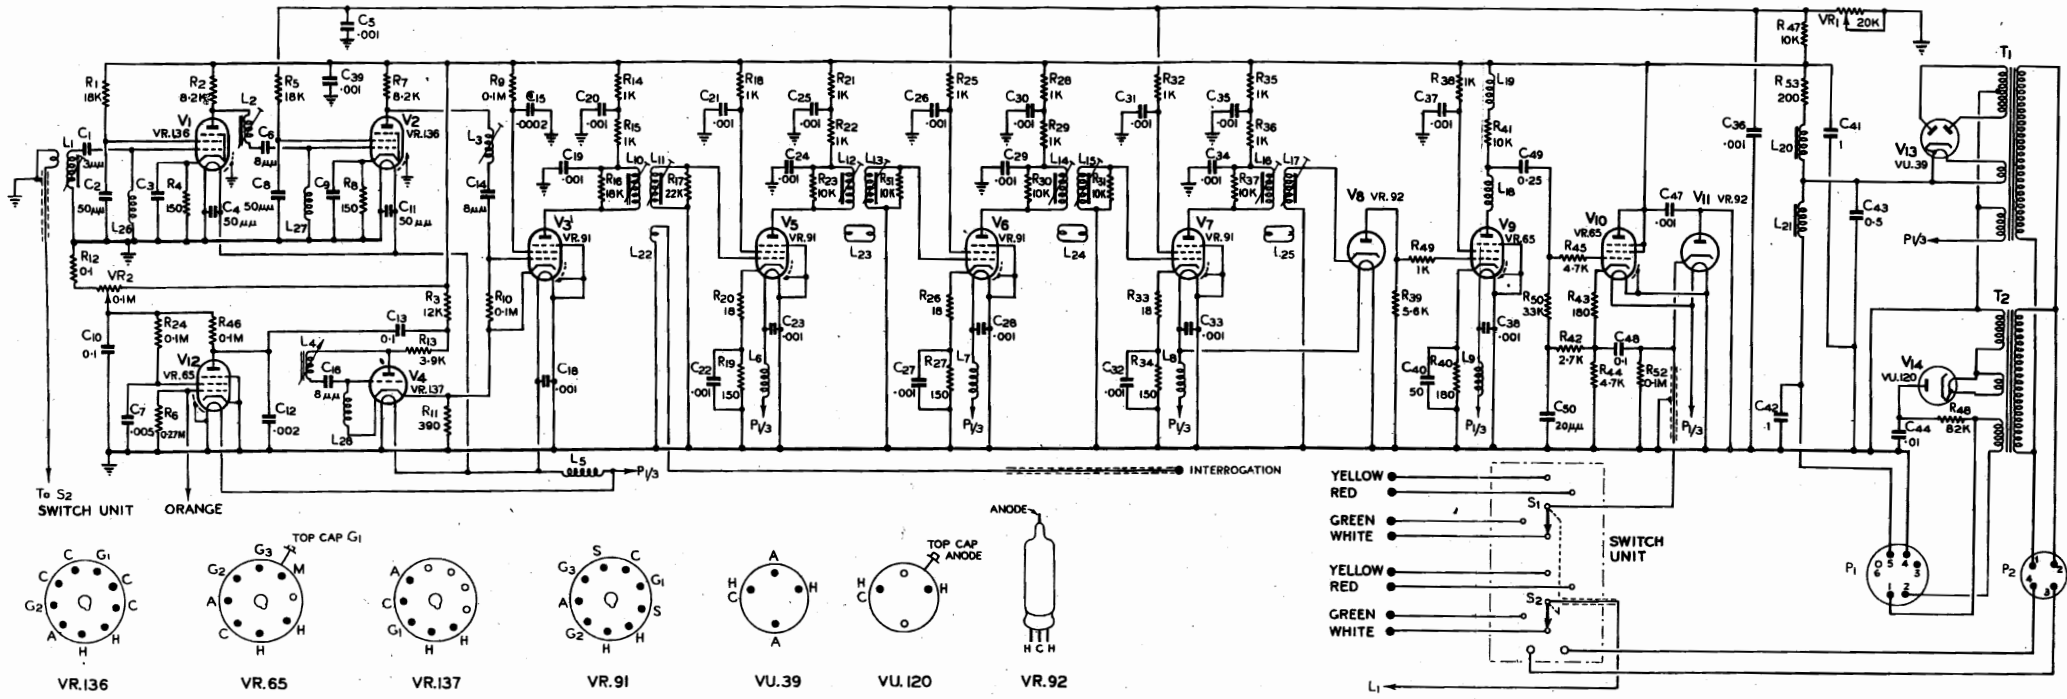 C5
.001
R47
10K
VR1
20K
T1
R1
18K
R2
8.2K
R5
18K
C39
.001
R7
8.2K
R9
0.1M
C15
.0002
C20
.001
R14
1K
R15
1K
C21
.001
R18
1K
C25
.001
R21
1K
R22
1K
C26
.001
R25
1K
C30
.001
R28
1K
R29
1K
C31
.001
R32
1K
C35
.001
R35
1K
R36
1K
C37
.001
R38
1K
L19
R41
10K
C36
.001
R53
200
L20
C41
1
V13
VU.39
L1
C1
3μμ
V1
VR.136
L2
C6
8μμ
V2
VR.136
L3
C14
8μμ
C19
.001
R16
18K
L10
L11
R17
22K
C24
.001
R23
10K
L12
L13
R51
10K
C29
.001
R30
10K
L14
L15
R31
10K
C34
.001
R37
10K
L16
L17
V8
VR.92
L18
C49
0.25
C47
.001
V11
VR.92
L21
C43
0.5
C2
50μμ
C3
50μμ
R4
150
C4
50μμ
C8
50μμ
C9
50μμ
R8
150
C11
50μμ
L26
L27
V3
VR.91
L22
V5
VR.91
L23
V6
VR.91
L24
V7
VR.91
L25
R49
1K
V9
VR.65
R45
4.7K
V10
VR.65
P1/3
R12
0.1
VR2
0.1M
R3
12K
R10
0.1M
R20
18
C23
.001
R26
18
C28
.001
R33
18
C33
.001
R39
5.6K
C38
.001
R50
33K
R43
180
T2
C10
0.1
R24
0.1M
R46
0.1M
C13
0.1
R13
3.9K
L4
C16
8μμ
V4
VR.137
V12
VR.65
C7
.005
R6
0.27M
C12
.002
L28
R11
390
C18
.001
C22
.001
R19
150
L6
P1/3
C27
.001
R27
150
L7
P1/3
C32
.001
R34
150
L8
P1/3
C40
50
R40
180
L9
P1/3
R42
2.7K
C48
0.1
R44
4.7K
R52
0.1M
C50
20μμ
P1/3
C42
.1
V14
VU.120
R48
82K
C44
.01
L5
P1/3
INTERROGATION
To S2
SWITCH UNIT
ORANGE
YELLOW
RED
GREEN
WHITE
S1
SWITCH
UNIT
YELLOW
RED
GREEN
WHITE
S2
L1
P1
5 4
6 3
1 2
P2
1 2
4 3
C G1
C C
G2 C
A H
H
VR.136
TOP CAP G1
G3
G2 M
A
C H
H
VR.65
A
C
G1 H
H
VR.137
S C
G3 G1
A S
G2 H
H
VR.91
A
H
C H
A
VU.39
TOP CAP
ANODE
H
C H
VU.120
ANODE
H C H
VR.92